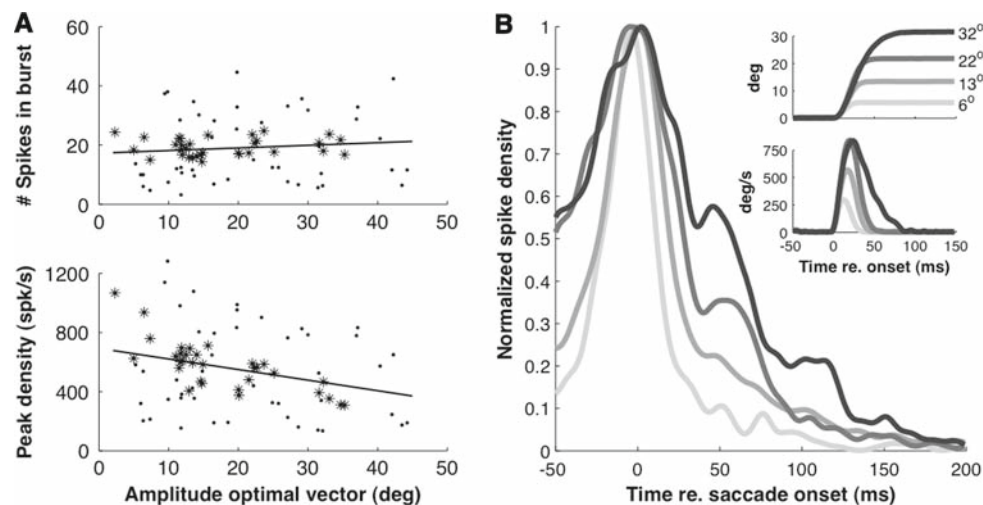 A
# Spikes in burst
60
40
20
0
0 10 20 30 40 50
Peak density (spk/s)
1200
800
400
0
0 10 20 30 40 50
Amplitude optimal vector (deg)
B
Normalized spike density
1
0.9
0.8
0.7
0.6
0.5
0.4
0.3
0.2
0.1
0
-50 0 50 100 150 200
Time re. saccade onset (ms)
deg
30
20
10
0
32o
22o
13o
6o
deg/s
750
500
250
0
-50 0 50 100 150
Time re. onset (ms)